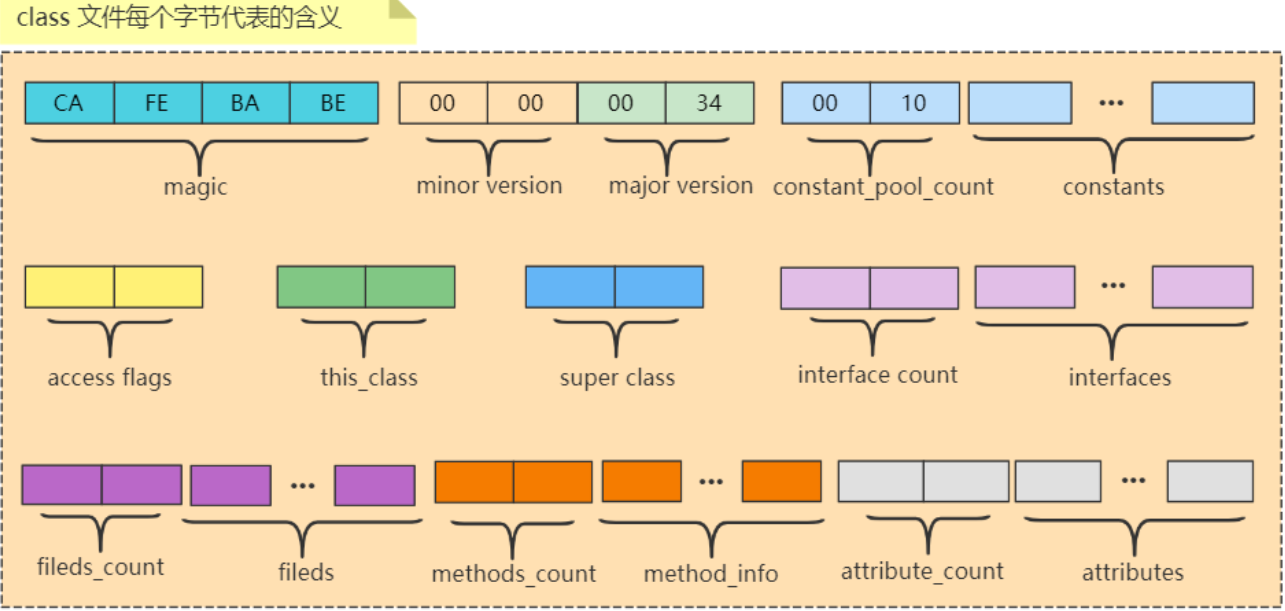 class 文件每个字节代表的含义
CA FE BA BE 00 00 00 34 00 10 ...
magic minor version major version constant_pool_count constants
...
access flags this_class super class interface count interfaces
... ... ...
fileds_count fileds methods_count method_info attribute_count attributes